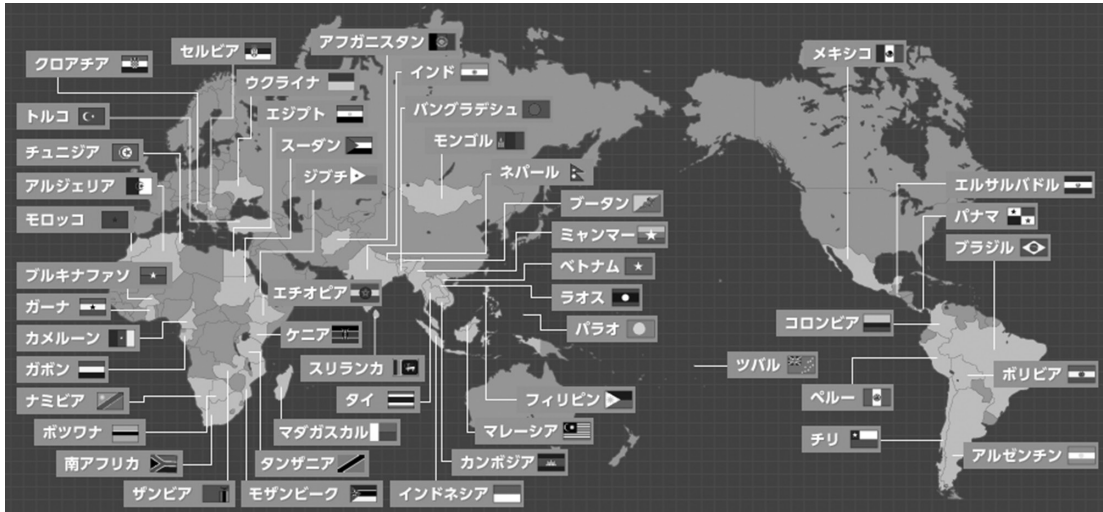 クロアチア
セルビア
アフガニスタン
メキシコ
ウクライナ
インド
トルコ
エジプト
バングラデシュ
チュニジア
スーダン
モンゴル
アルジェリア
ジブチ
ネパール
エルサルバドル
モロッコ
ブータン
パナマ
ミャンマー
ブラジル
ブルキナファソ
ベトナム
ガーナ
エチオピア
ラオス
カメルーン
ケニア
パラオ
コロンビア
ガボン
スリランカ
ツバル
ボリビア
ナミビア
タイ
フィリピン
ペルー
ボツワナ
マダガスカル
マレーシア
チリ
南アフリカ
タンザニア
カンボジア
アルゼンチン
ザンビア
モザンビーク
インドネシア